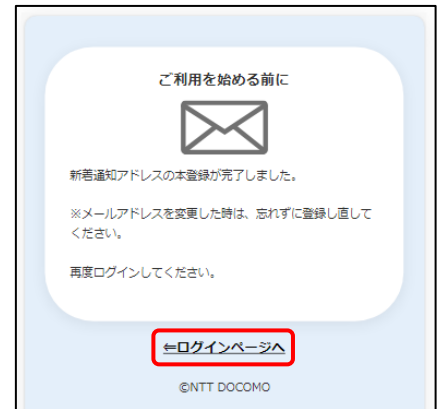 ご利用を始める前に
新着通知アドレスの本登録が完了しました。
※メールアドレスを変更した時は、忘れずに登録し直して
ください。
再度ログインしてください。
⇐ログインページへ
©NTT DOCOMO